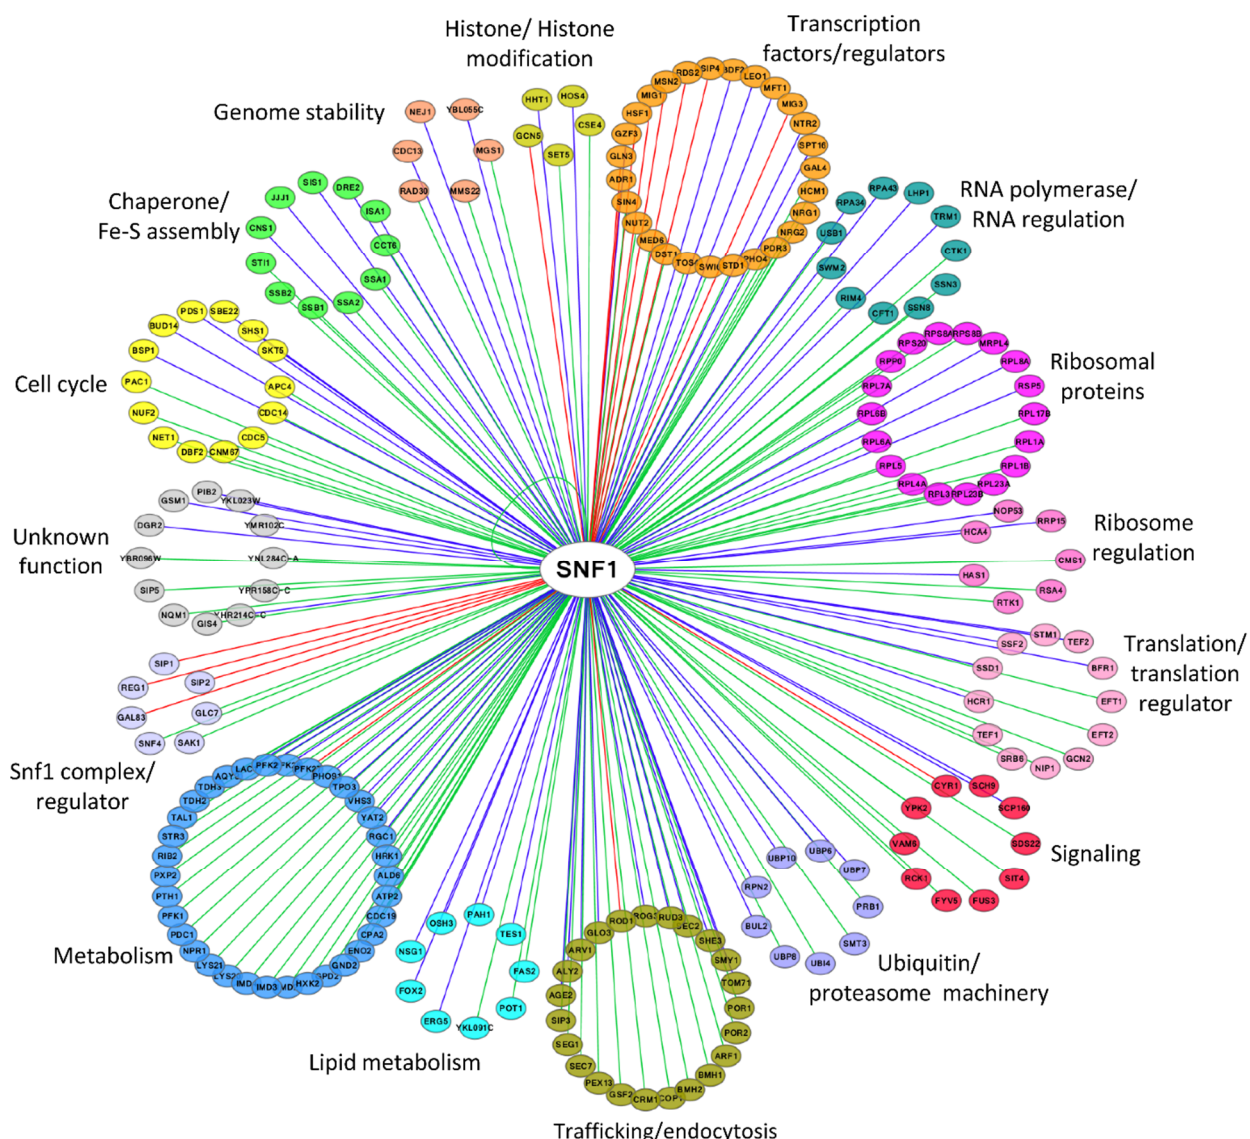 Histone/ Histone
modification
HHT1
HOS4
GCN5
CSE4
SET5
Transcription
factors/regulators
SIP4
LEO1
MFT1
MIG3
NTR2
SPT16
GAL4
HCM1
NRG1
NRG2
PDR3
PHO4
STD1
DST1
MED6
NUT2
SIN4
ADR1
GLN3
GZF3
HSF1
MIG1
MSN2
RDS2
Genome stability
NEJ1
YBL055C
CDC13
MGS1
RAD30
MMS22
Chaperone/
Fe-S assembly
SIS1
DRE2
JJJ1
ISA1
CNS1
CCT6
STI1
SSA1
SSB2
SSB1
SSA2
RNA polymerase/
RNA regulation
RPA34
RPA43
LHP1
TRM1
USB1
CTK1
SWM2
SSN3
RIM4
CFT1
SSN8
Cell cycle
PDS1
SBE22
BUD14
SHS1
BSP1
SKT5
PAC1
APC4
NUF2
CDC14
NET1
CDC5
DBF2
CNM67
Ribosomal
proteins
RPS8A
RPS8B
RPS20
MRPL4
RPP0
RPL8A
RPL7A
RSP5
RPL6B
RPL17B
RPL6A
RPL1A
RPL5
RPL1B
RPL4A
RPL23A
RPL3
RPL23B
Unknown
function
PIB2
GSM1
YKL023W
DGR2
YMR102C
YBR096W
YNL284C-A
SIP5
YPR158C-C
NQM1
YHR214C-C
GIS4
SNF1
Ribosome
regulation
NOP53
RRP15
HCA4
CMS1
HAS1
RSA4
RTK1
Translation/
translation
regulator
STM1
TEF2
SSF2
BFR1
SSD1
EFT1
HCR1
TEF1
EFT2
SRB6
NIP1
GCN2
Snf1 complex/
regulator
SIP1
REG1
SIP2
GAL83
GLC7
SNF4
SAK1
Signaling
CYR1
SCH9
YPK2
SCP160
VAM6
SDS22
RCK1
SIT4
FYV5
FUS3
Metabolism
PFK2
PHO91
TPO3
VHS3
YAT2
RGC1
HRK1
ALD6
ATP2
CDC19
CPA2
ENO2
GND2
HXK2
IMD3
LYS21
NPR1
PDC1
PFK1
PTH1
PXP2
RIB2
STR3
TAL1
TDH2
TDH3
Lipid metabolism
OSH3
PAH1
TES1
NSG1
FAS2
FOX2
POT1
ERG5
YKL091C
Trafficking/endocytosis
ROD1
ROG3
RUD3
SEC2
SHE3
SMY1
TOM71
POR1
POR2
ARF1
BMH1
BMH2
COP1
CRM1
GSF2
PEX13
SEC7
SEG1
SIP3
AGE2
ALY2
ARV1
GLO3
Ubiquitin/
proteasome machinery
UBP10
UBP6
UBP7
RPN2
PRB1
BUL2
SMT3
UBP8
UBI4